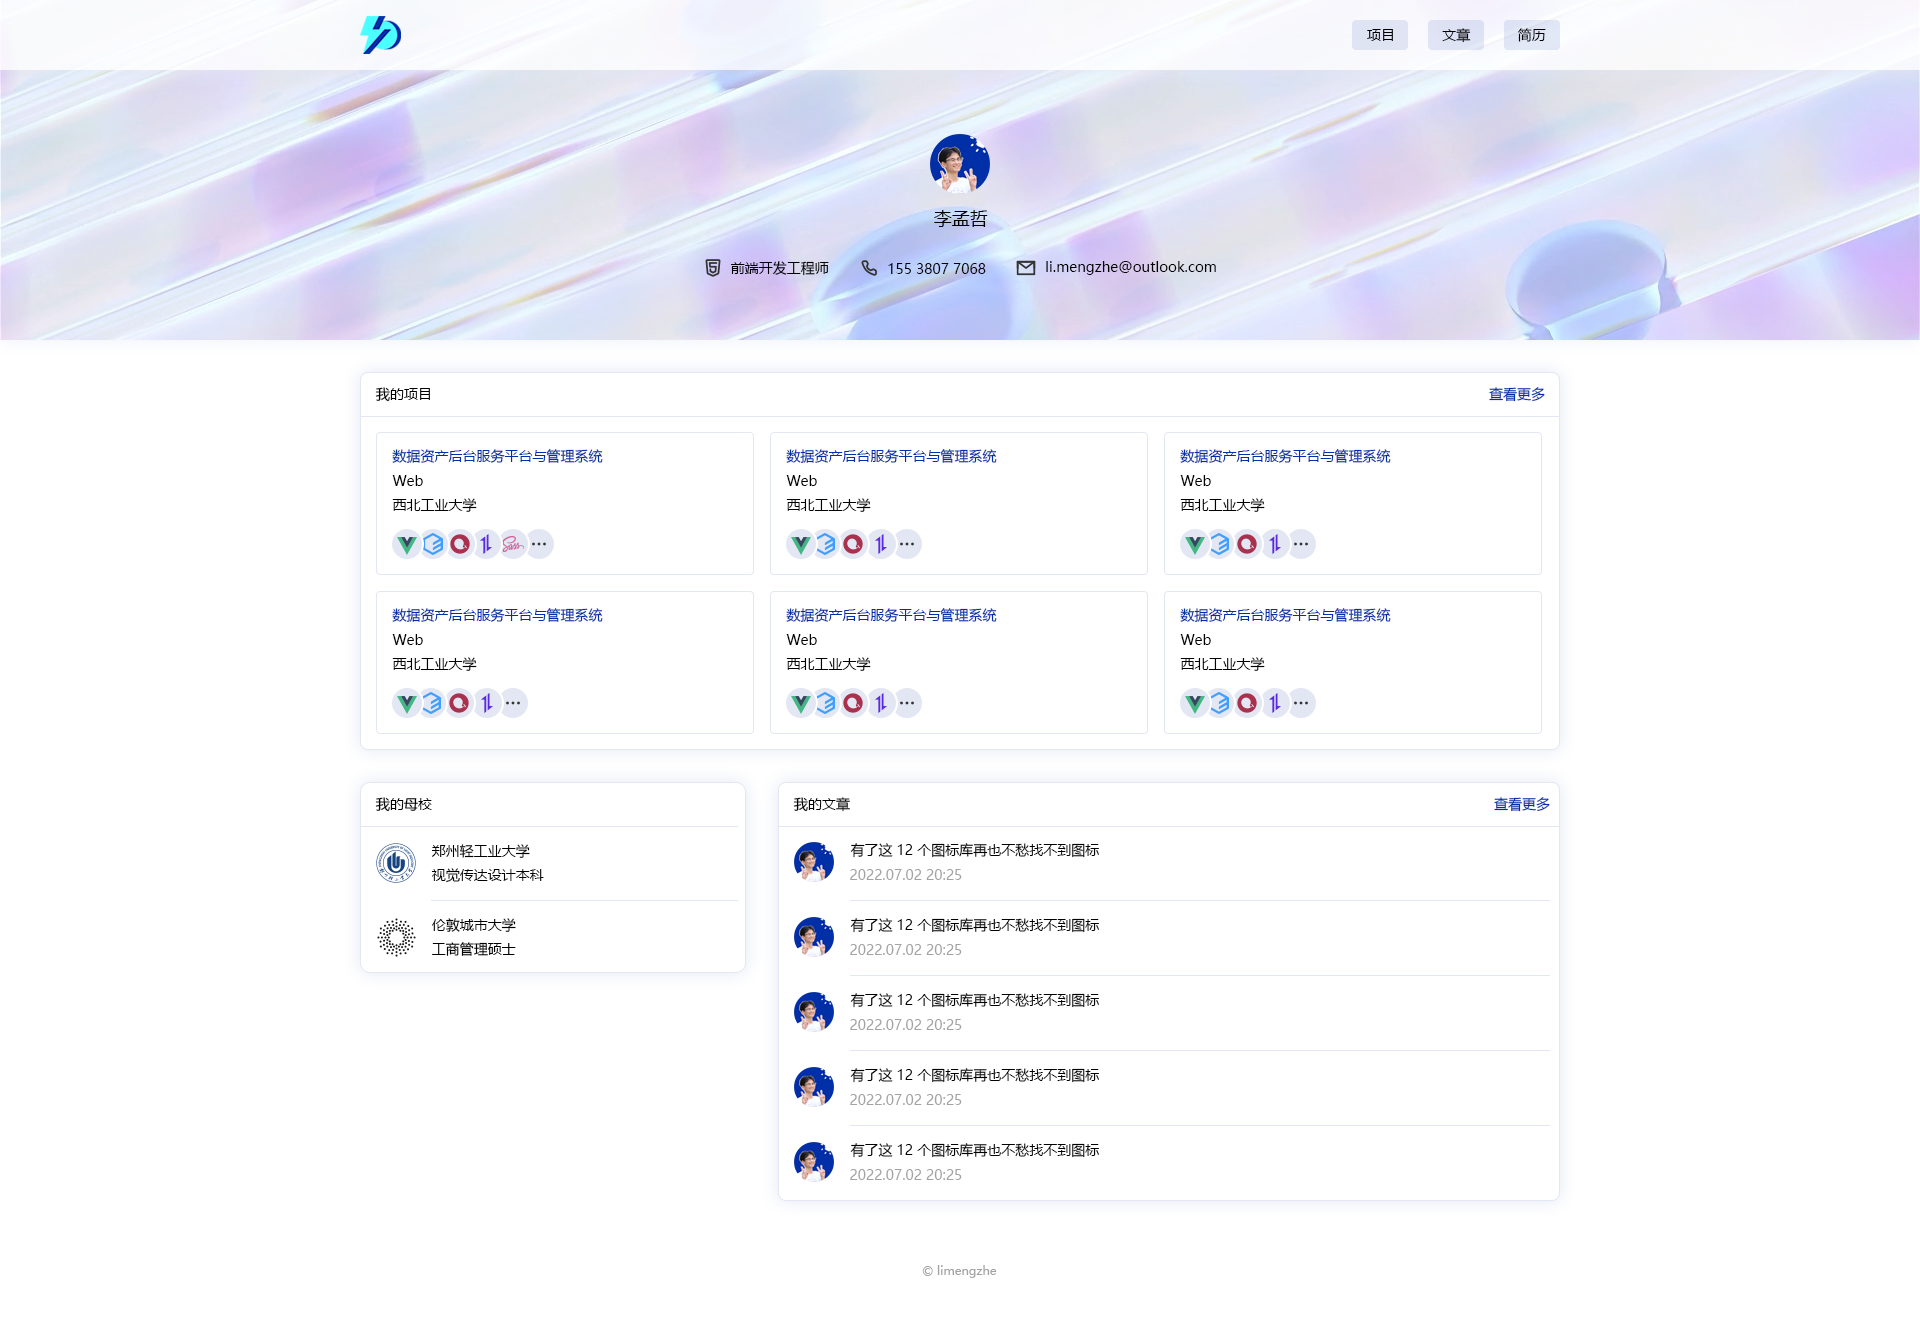 项目
文章
简历
李孟哲
前端开发工程师
155 3807 7068
li.mengzhe@outlook.com
我的项目
查看更多
数据资产后台服务平台与管理系统
Web
西北工业大学
数据资产后台服务平台与管理系统
Web
西北工业大学
数据资产后台服务平台与管理系统
Web
西北工业大学
数据资产后台服务平台与管理系统
Web
西北工业大学
数据资产后台服务平台与管理系统
Web
西北工业大学
数据资产后台服务平台与管理系统
Web
西北工业大学
我的母校
郑州轻工业大学
视觉传达设计本科
伦敦城市大学
工商管理硕士
我的文章
查看更多
有了这 12 个图标库再也不愁找不到图标
2022.07.02 20:25
有了这 12 个图标库再也不愁找不到图标
2022.07.02 20:25
有了这 12 个图标库再也不愁找不到图标
2022.07.02 20:25
有了这 12 个图标库再也不愁找不到图标
2022.07.02 20:25
有了这 12 个图标库再也不愁找不到图标
2022.07.02 20:25
© limengzhe